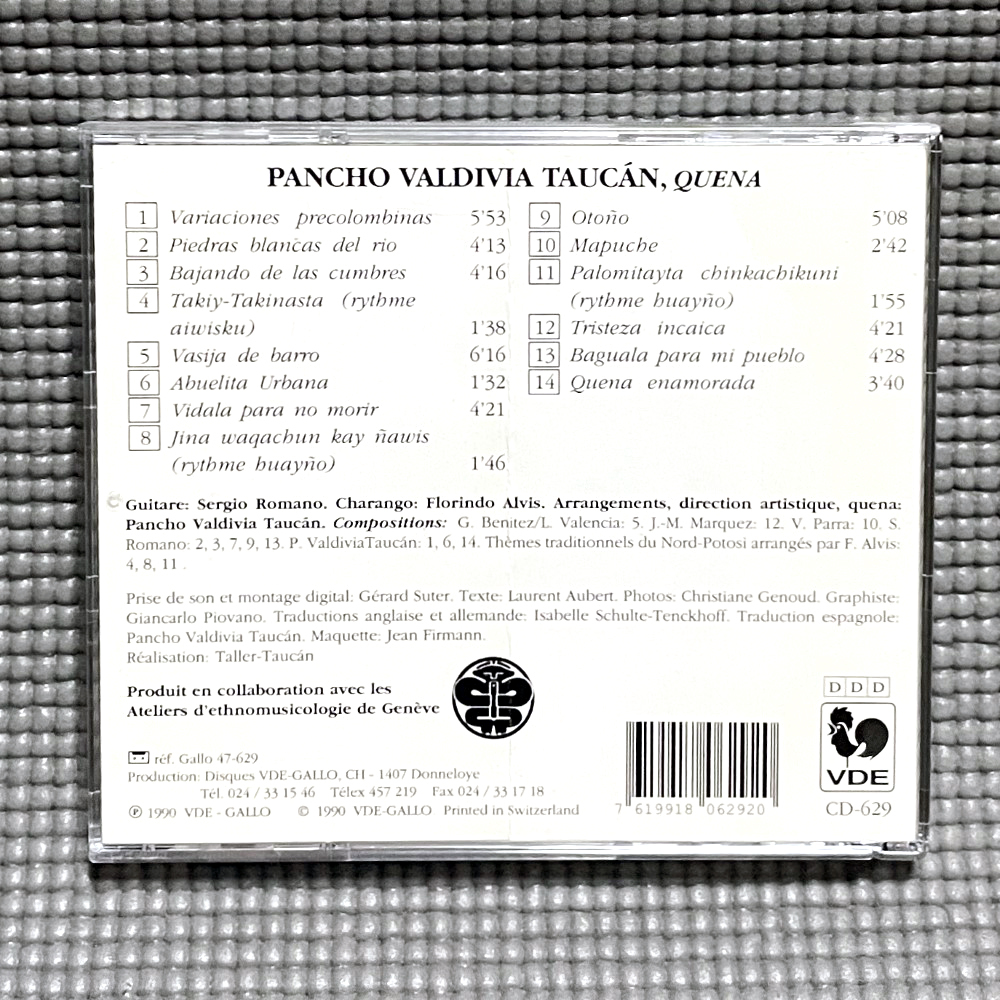 PANCHO VALDIVIA TAUCÁN, QUENA
1 Variaciones precolombinas 5'53
2 Piedras blancas del rio 4'13
3 Bajando de las cumbres 4'16
4 Takiy-Takinasta (rythme
aiwisku) 1'38
5 Vasija de barro 6'16
6 Abuelita Urbana 1'32
7 Vidala para no morir 4'21
8 Jina waqachun kay ñawis
(rythme huayño) 1'46
9 Otoño 5'08
10 Mapuche 2'42
11 Palomitayta chinkachikuni
(rythme huayño) 1'55
12 Tristeza incaica 4'21
13 Baguala para mi pueblo 4'28
14 Quena enamorada 3'40
Guitare: Sergio Romano. Charango: Florindo Alvis. Arrangements, direction artistique, quena:
Pancho Valdivia Taucán. Compositions: G. Benitez/L. Valencia: 5. J.-M. Marquez: 12. V. Parra: 10. S.
Romano: 2, 3, 7, 9, 13. P. ValdiviaTaucán: 1, 6, 14. Thèmes traditionnels du Nord-Potosi arrangés par F. Alvis:
4, 8, 11 .
Prise de son et montage digital: Gérard Suter. Texte: Laurent Aubert. Photos: Christiane Genoud. Graphiste:
Giancarlo Piovano. Traductions anglaise et allemande: Isabelle Schulte-Tenckhoff. Traduction espagnole:
Pancho Valdivia Taucán. Maquette: Jean Firmann.
Réalisation: Taller-Taucán
Produit en collaboration avec les
Ateliers d'ethnomusicologie de Genève
réf. Gallo 47-629
Production: Disques VDE-GALLO, CH - 1407 Donneloye
Tél. 024 / 33 15 46 Télex 457 219 Fax 024 / 33 17 18
℗ 1990 VDE - GALLO © 1990 VDE-GALLO Printed in Switzerland
7 619918 062920
DDD
VDE
CD-629